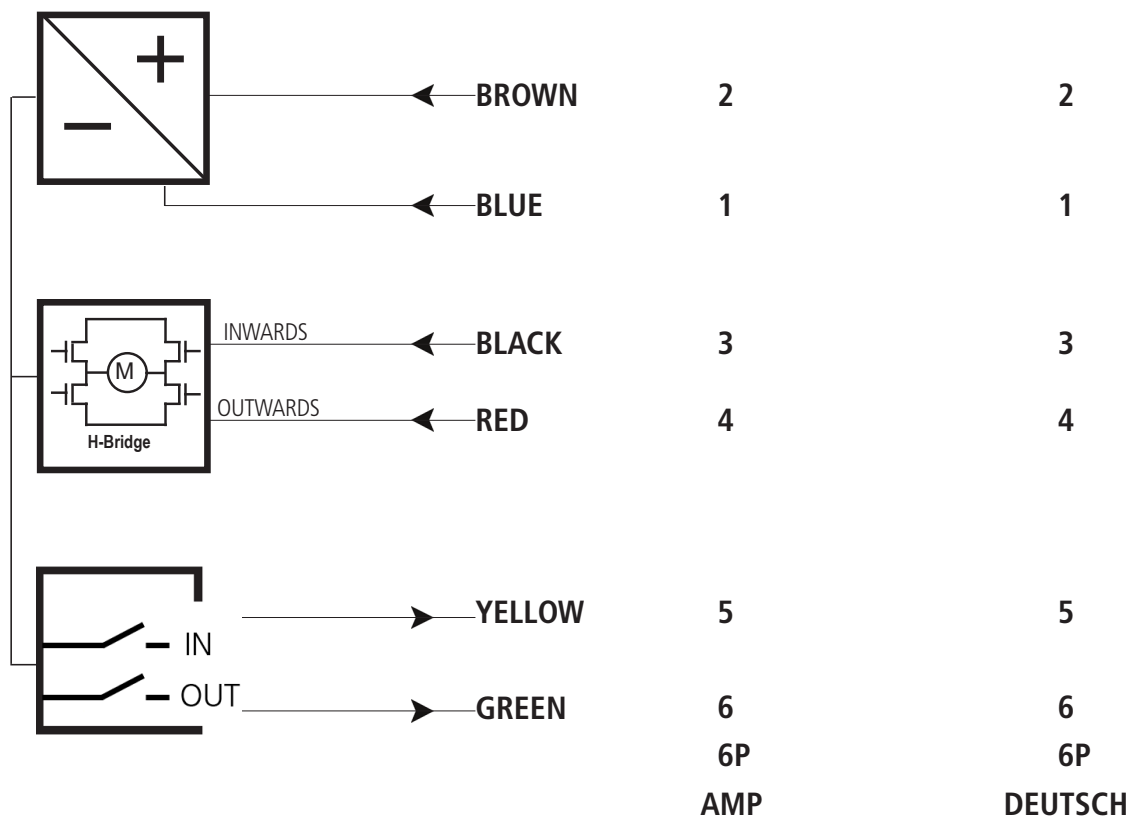 +
−
BROWN 2 2
BLUE 1 1
INWARDS
BLACK 3 3
M
OUTWARDS
RED 4 4
H-Bridge
YELLOW 5 5
IN
OUT
GREEN 6 6
6P 6P
AMP DEUTSCH